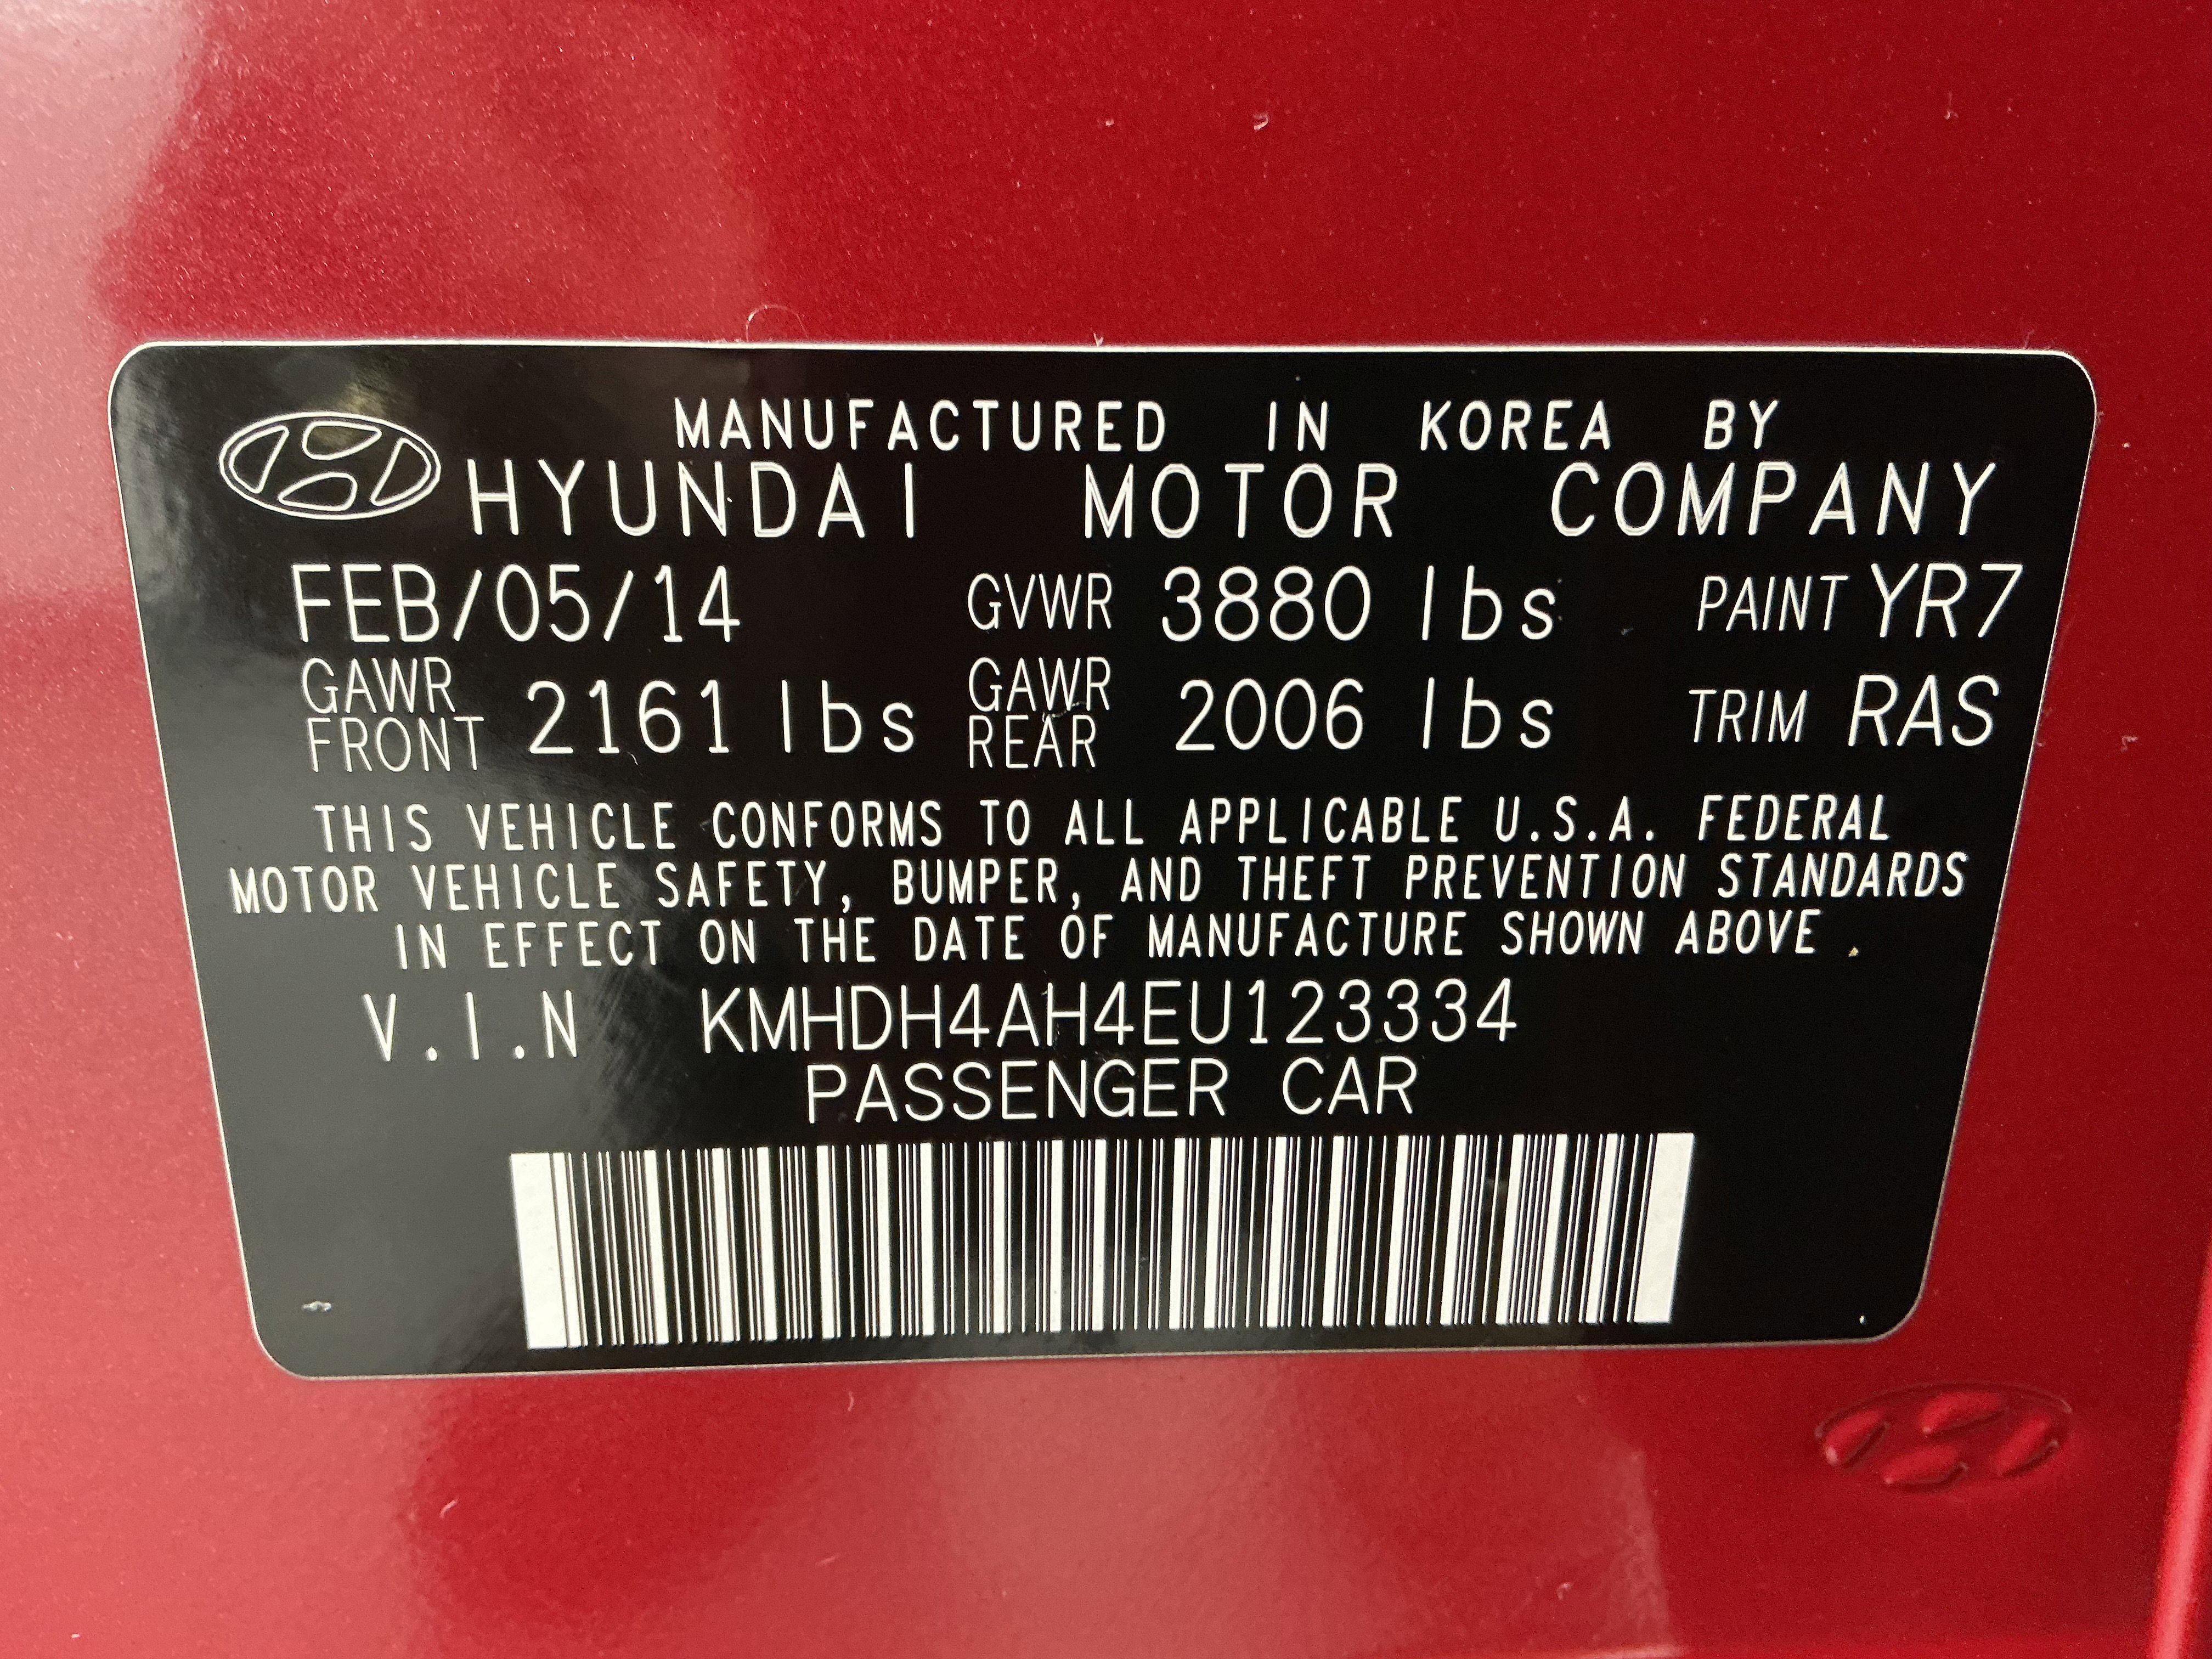 MANUFACTURED IN KOREA BY
HYUNDAI MOTOR COMPANY
FEB/05/14 GVWR 3880 lbs PAINT YR7
GAWR FRONT 2161 lbs GAWR REAR 2006 lbs TRIM RAS
THIS VEHICLE CONFORMS TO ALL APPLICABLE U.S.A. FEDERAL
MOTOR VEHICLE SAFETY, BUMPER, AND THEFT PREVENTION STANDARDS
IN EFFECT ON THE DATE OF MANUFACTURE SHOWN ABOVE .
V.I.N KMHDH4AH4EU123334
PASSENGER CAR